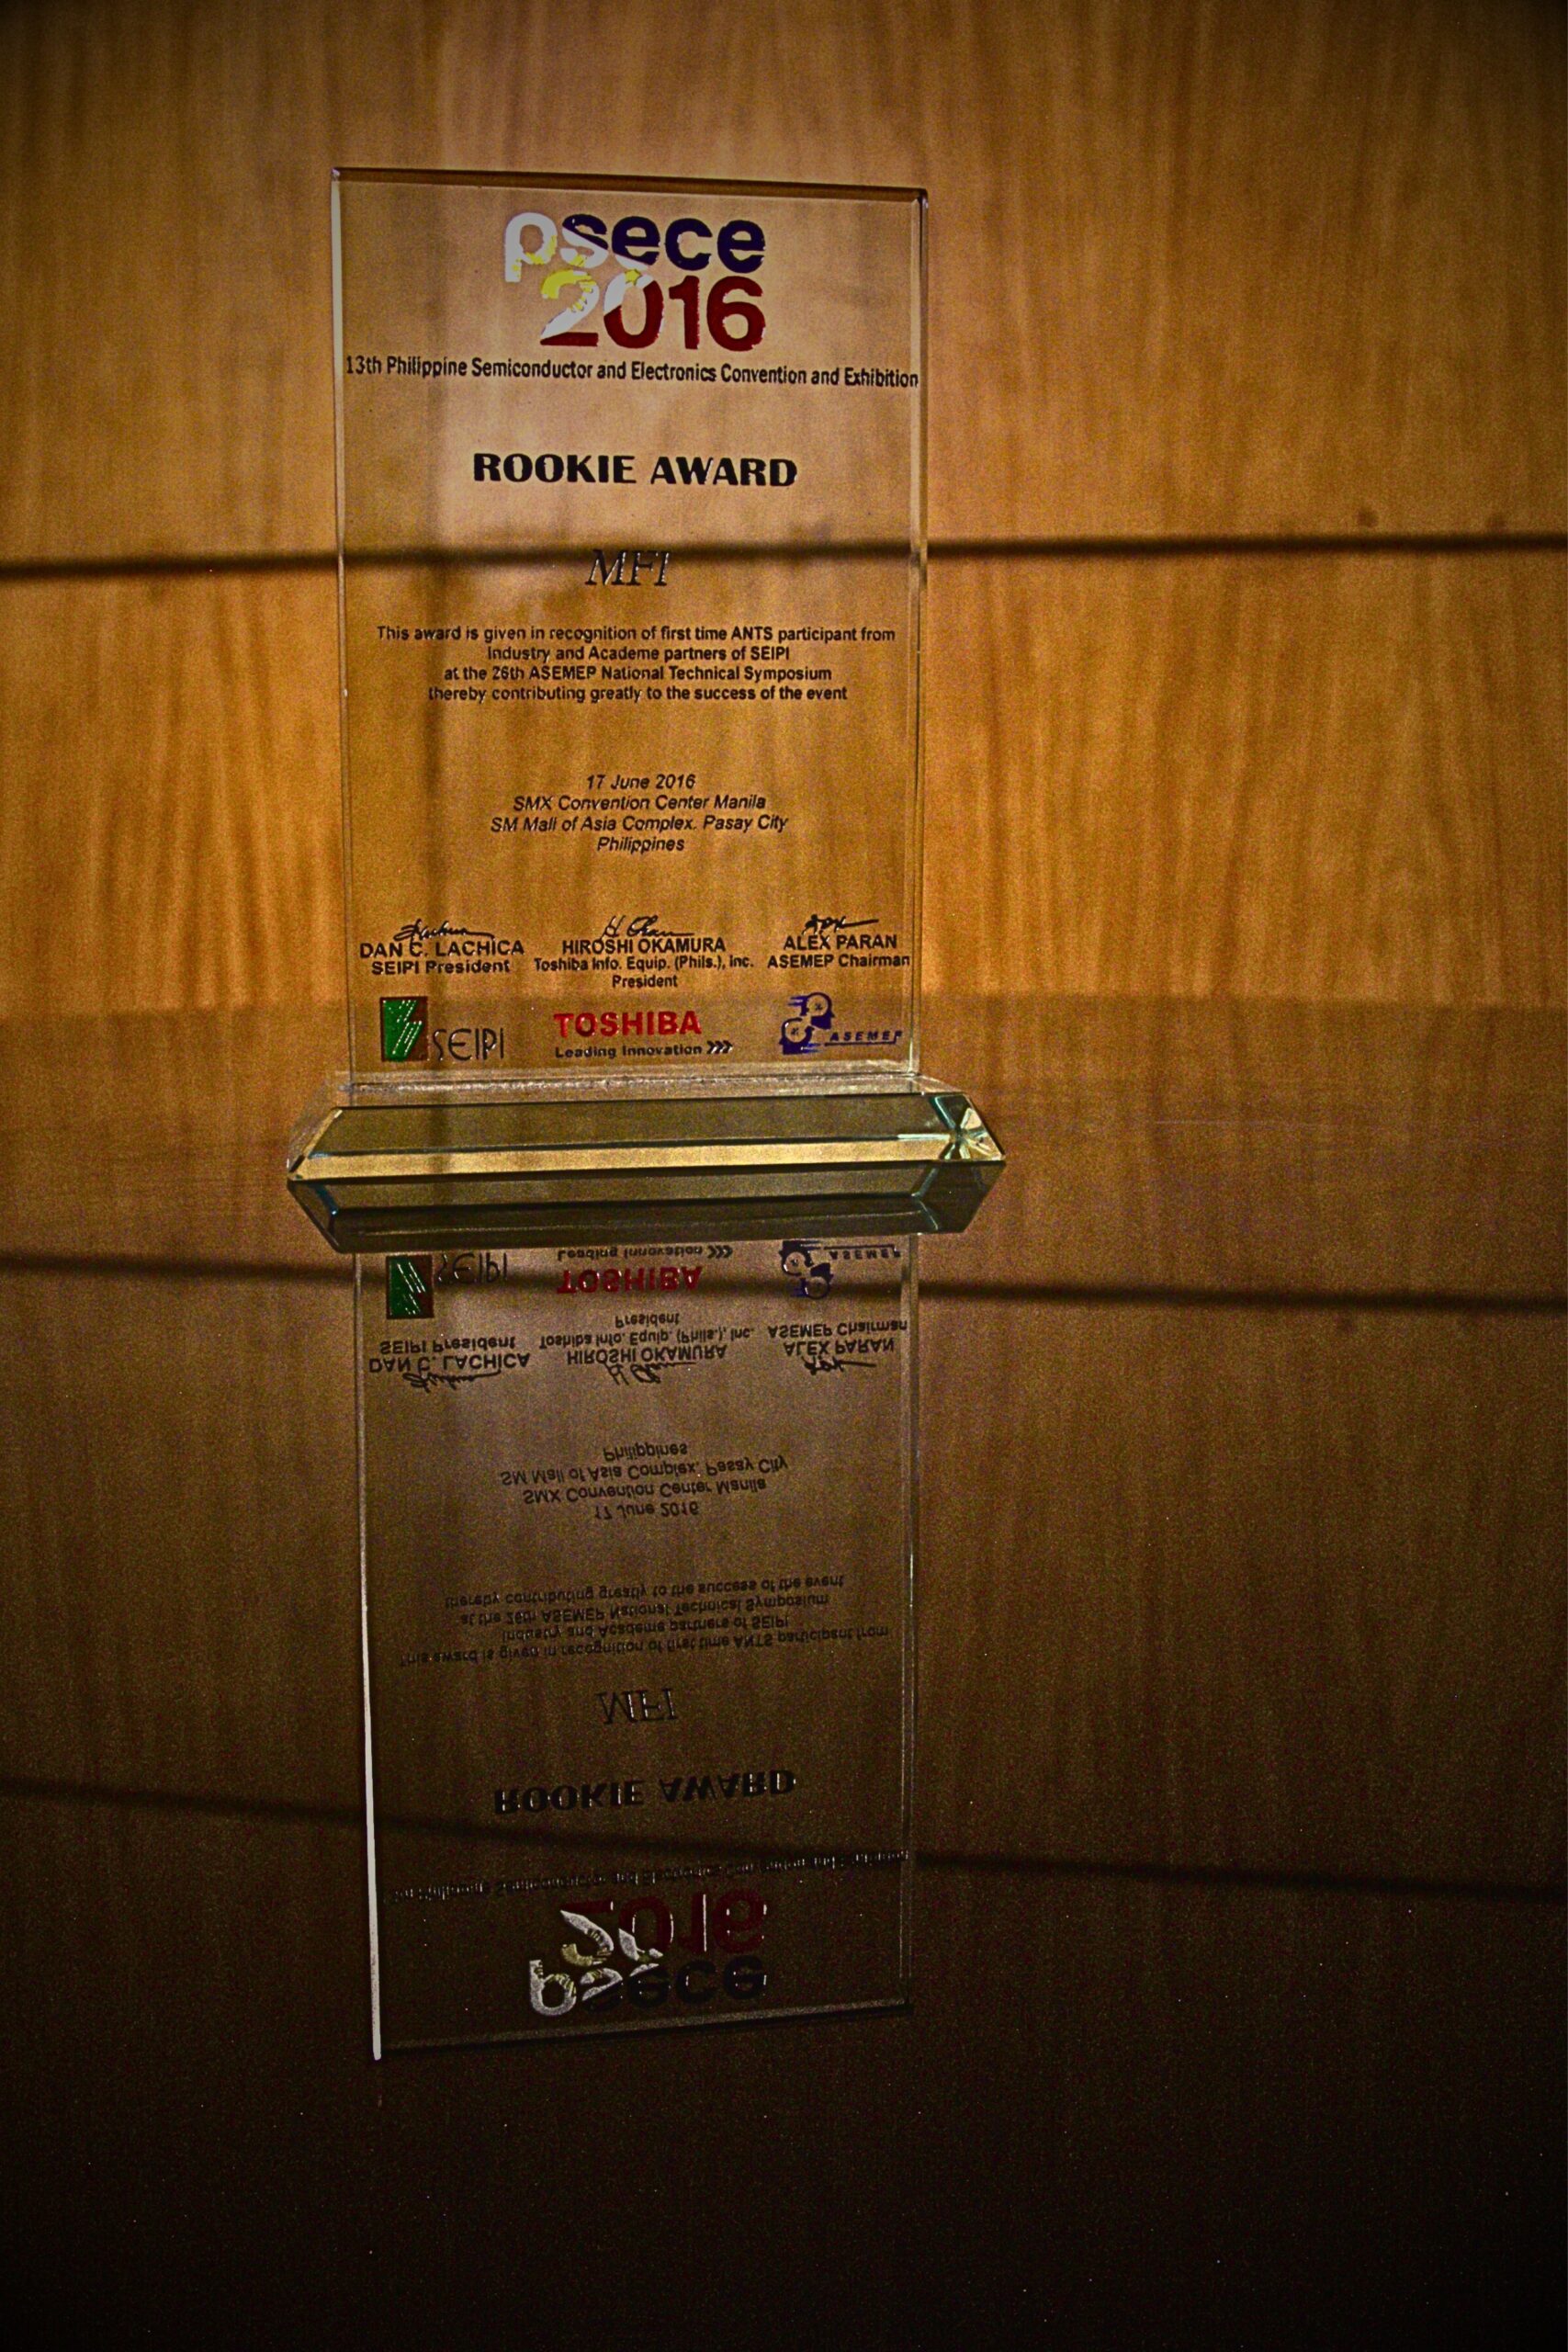 psece
2016
13th Philippine Semiconductor and Electronics Convention and Exhibition
ROOKIE AWARD
MFI
This award is given in recognition of first time ANTS participant from
Industry and Academe partners of SEIPI
at the 26th ASEMEP National Technical Symposium
thereby contributing greatly to the success of the event
17 June 2016
SMX Convention Center Manila
SM Mall of Asia Complex, Pasay City
Philippines
DAN C. LACHICA
SEIPI President
HIROSHI OKAMURA
Toshiba Info. Equip. (Phils.), Inc.
President
ALEX PARAN
ASEMEP Chairman
SEIPI
TOSHIBA
Leading Innovation >>>
ASEMEP